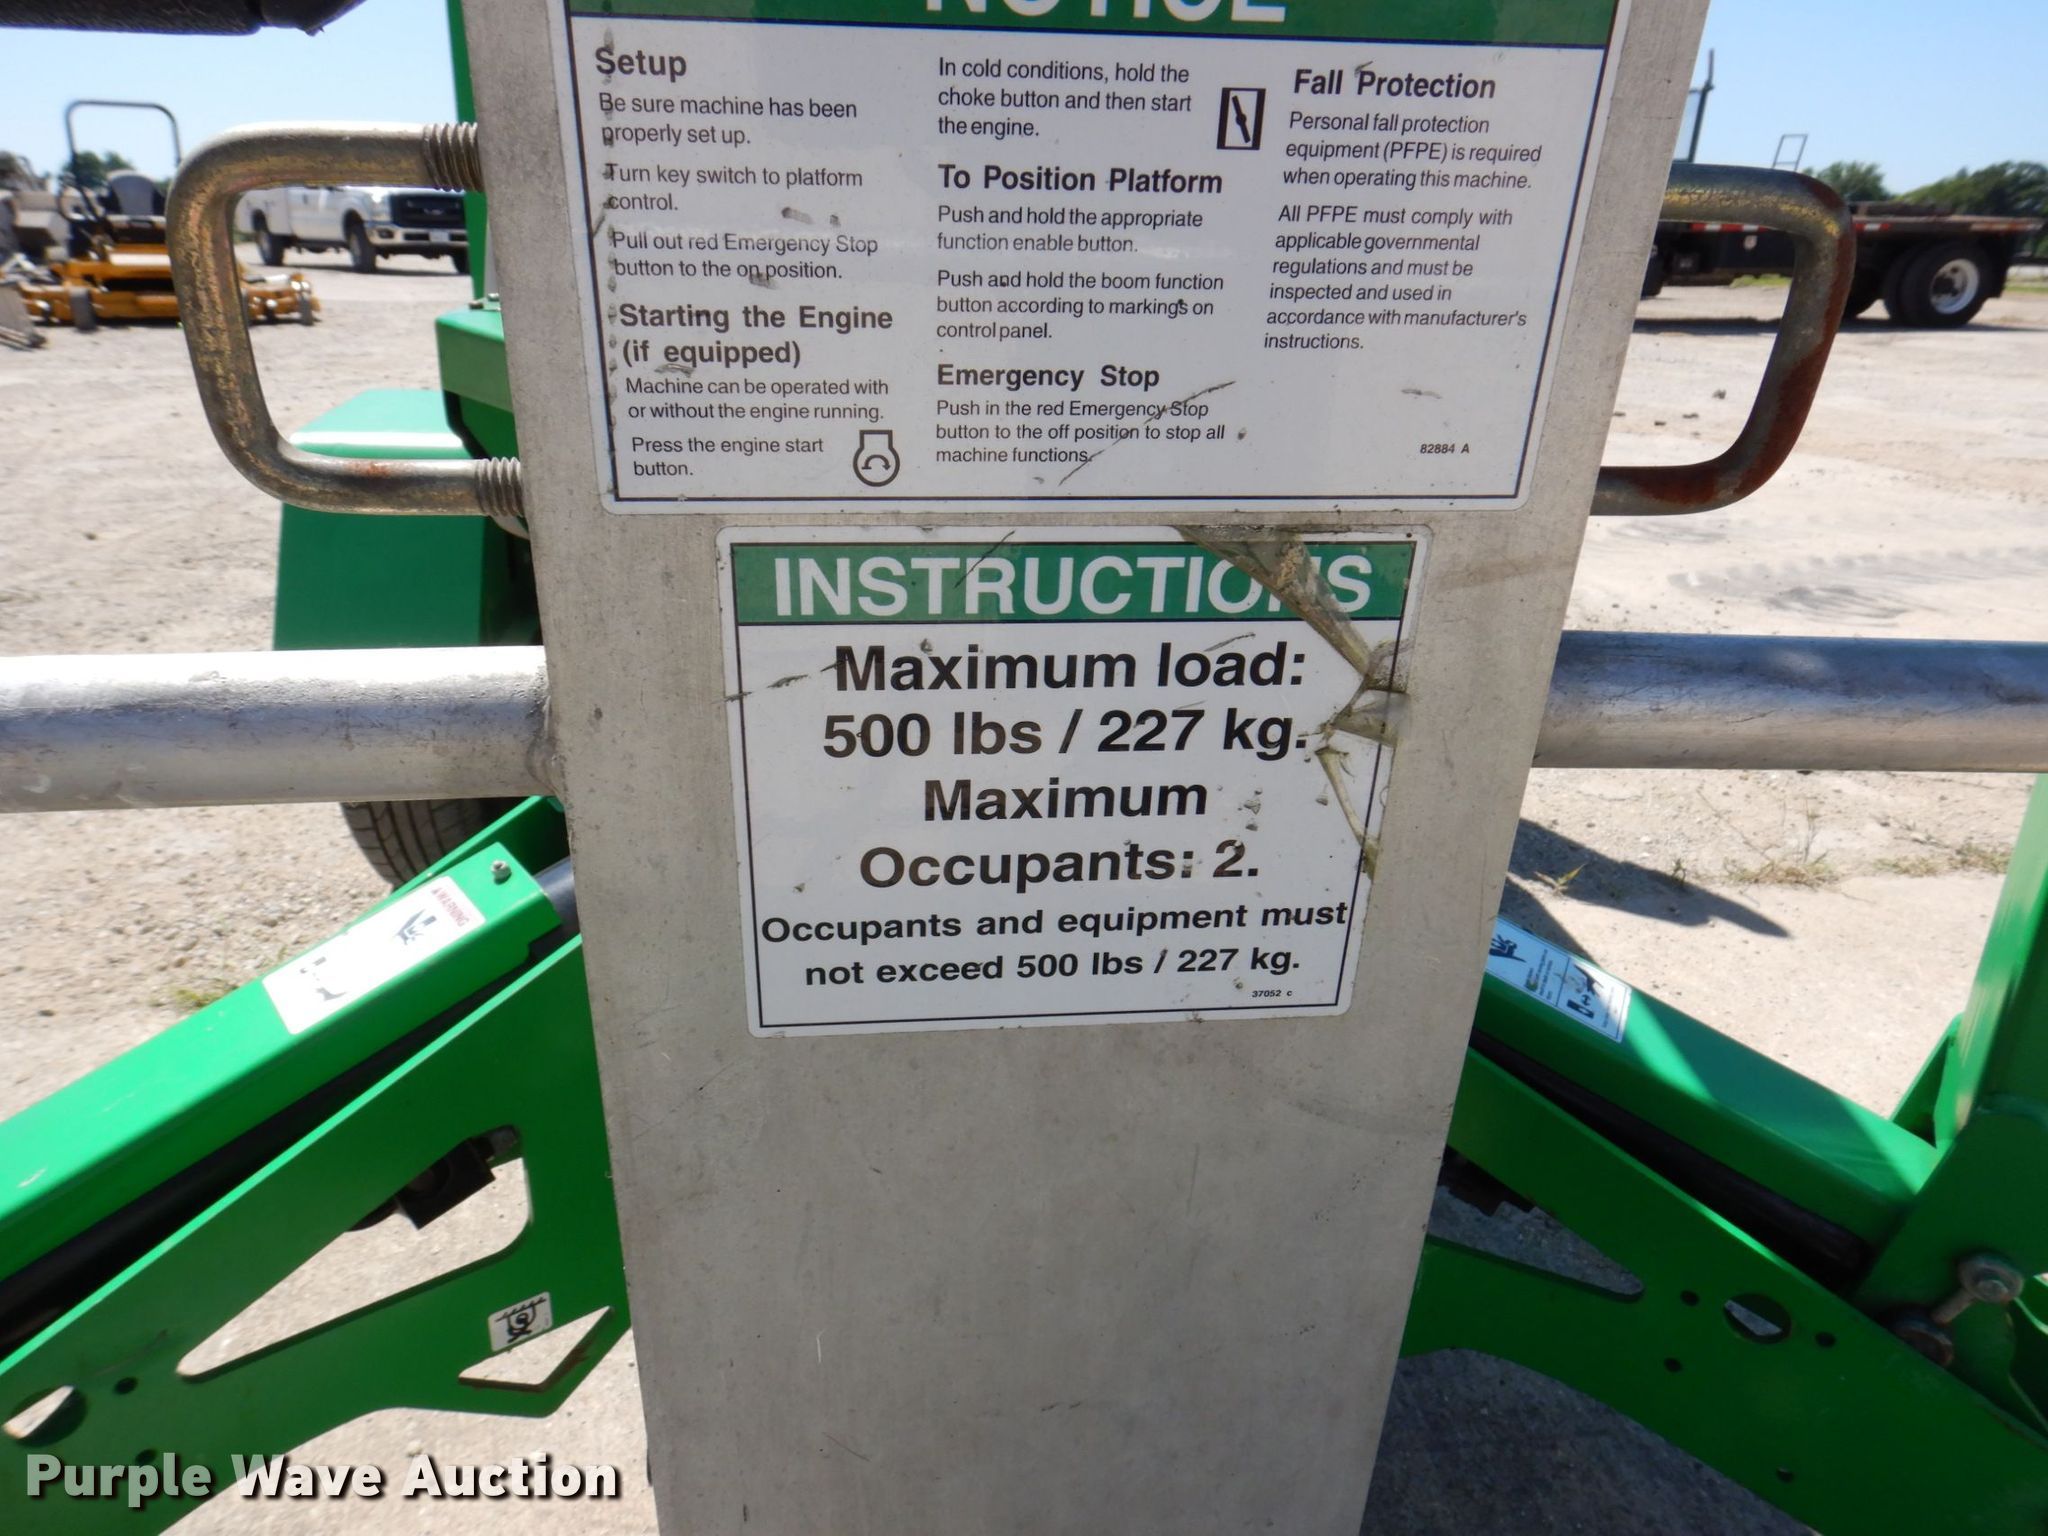 NOTICE
Setup
Be sure machine has been
properly set up.
Turn key switch to platform
control.
Pull out red Emergency Stop
button to the on position.
Starting the Engine
(if equipped)
Machine can be operated with
or without the engine running.
Press the engine start
button.
In cold conditions, hold the
choke button and then start
the engine.
To Position Platform
Push and hold the appropriate
function enable button.
Push and hold the boom function
button according to markings on
control panel.
Emergency Stop
Push in the red Emergency Stop
button to the off position to stop all
machine functions.
Fall Protection
Personal fall protection
equipment (PFPE) is required
when operating this machine.
All PFPE must comply with
applicable governmental
regulations and must be
inspected and used in
accordance with manufacturer's
instructions.
82884 A
INSTRUCTIONS
Maximum load:
500 lbs / 227 kg.
Maximum
Occupants: 2.
Occupants and equipment must
not exceed 500 lbs / 227 kg.
37052 c
WARNING
Purple Wave Auction